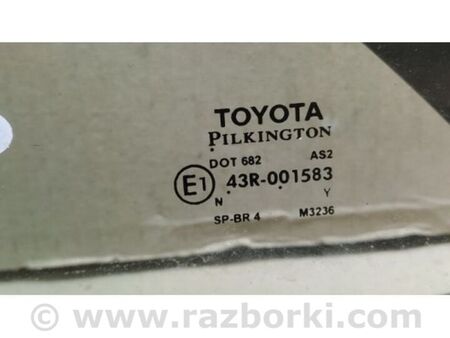 TOYOTA
PILKINGTON
DOT 682 AS2
E1 43R-001583
N Y
SP-BR 4 M3236
© www.razborki.com